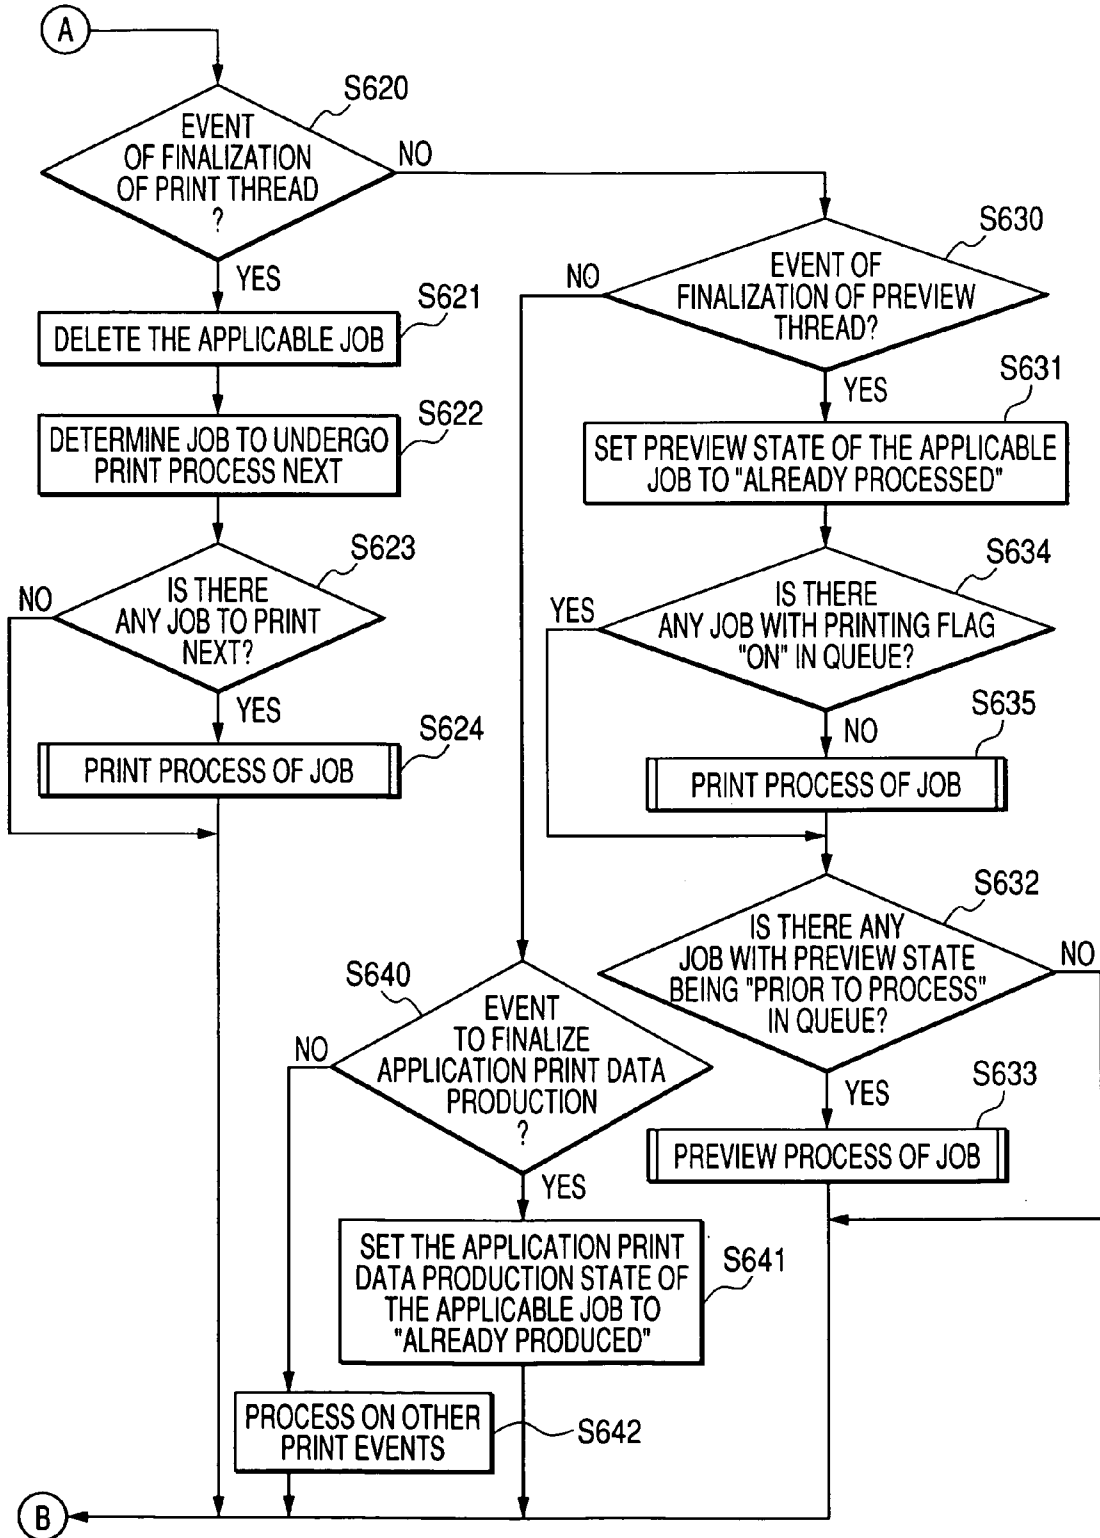 A
S620
EVENT
OF FINALIZATION
OF PRINT THREAD
?
NO
YES
S621
DELETE THE APPLICABLE JOB
S622
DETERMINE JOB TO UNDERGO
PRINT PROCESS NEXT
S623
IS THERE
ANY JOB TO PRINT
NEXT?
NO
YES
S624
PRINT PROCESS OF JOB
S630
EVENT OF
FINALIZATION OF PREVIEW
THREAD?
NO
YES
S631
SET PREVIEW STATE OF THE APPLICABLE
JOB TO "ALREADY PROCESSED"
S634
IS THERE
ANY JOB WITH PRINTING FLAG
"ON" IN QUEUE?
YES
NO
S635
PRINT PROCESS OF JOB
S632
IS THERE ANY
JOB WITH PREVIEW STATE
BEING "PRIOR TO PROCESS"
IN QUEUE?
NO
YES
S633
PREVIEW PROCESS OF JOB
S640
EVENT
TO FINALIZE
APPLICATION PRINT DATA
PRODUCTION
?
NO
YES
S641
SET THE APPLICATION PRINT
DATA PRODUCTION STATE OF
THE APPLICABLE JOB TO
"ALREADY PRODUCED"
PROCESS ON OTHER
PRINT EVENTS
S642
B